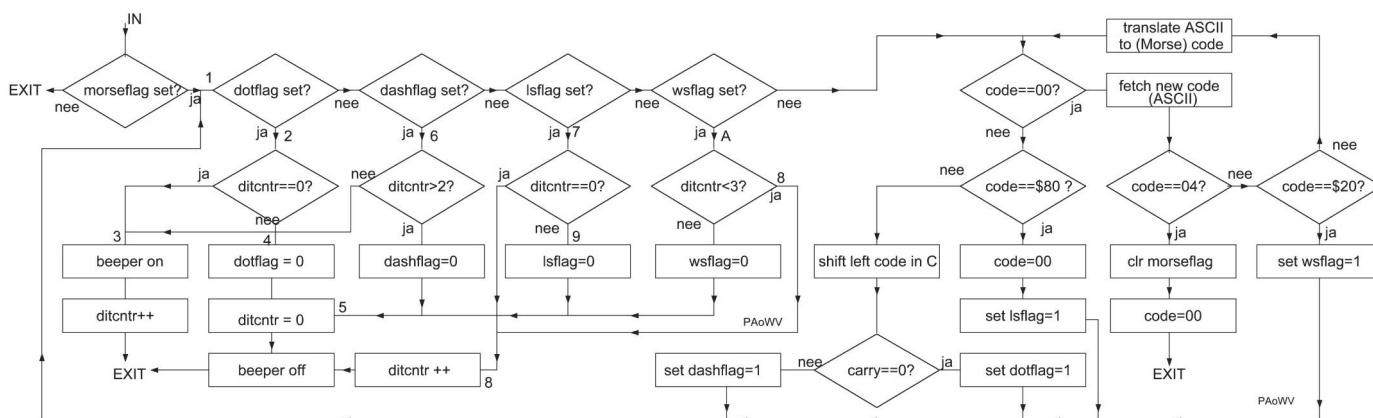 IN
translate ASCII
to (Morse) code
EXIT
morseflag set?
nee
ja
1
dotflag set?
nee
ja
2
dashflag set?
nee
ja
6
lsflag set?
nee
ja
7
wsflag set?
nee
ja
A
code==00?
ja
nee
fetch new code
(ASCII)
ja
ditcntr==0?
nee
nee
ditcntr>2?
ja
ja
ditcntr==0?
nee
9
ditcntr<3?
8
ja
nee
nee
code==$80 ?
ja
code==04?
nee
ja
nee
code==$20?
ja
3
beeper on
4
dotflag = 0
dashflag=0
lsflag=0
wsflag=0
shift left code in C
code=00
clr morseflag
set wsflag=1
ditcntr++
ditcntr = 0
5
PAoWV
set lsflag=1
code=00
EXIT
beeper off
ditcntr ++
8
set dashflag=1
nee
carry==0?
ja
set dotflag=1
EXIT
PAoWV